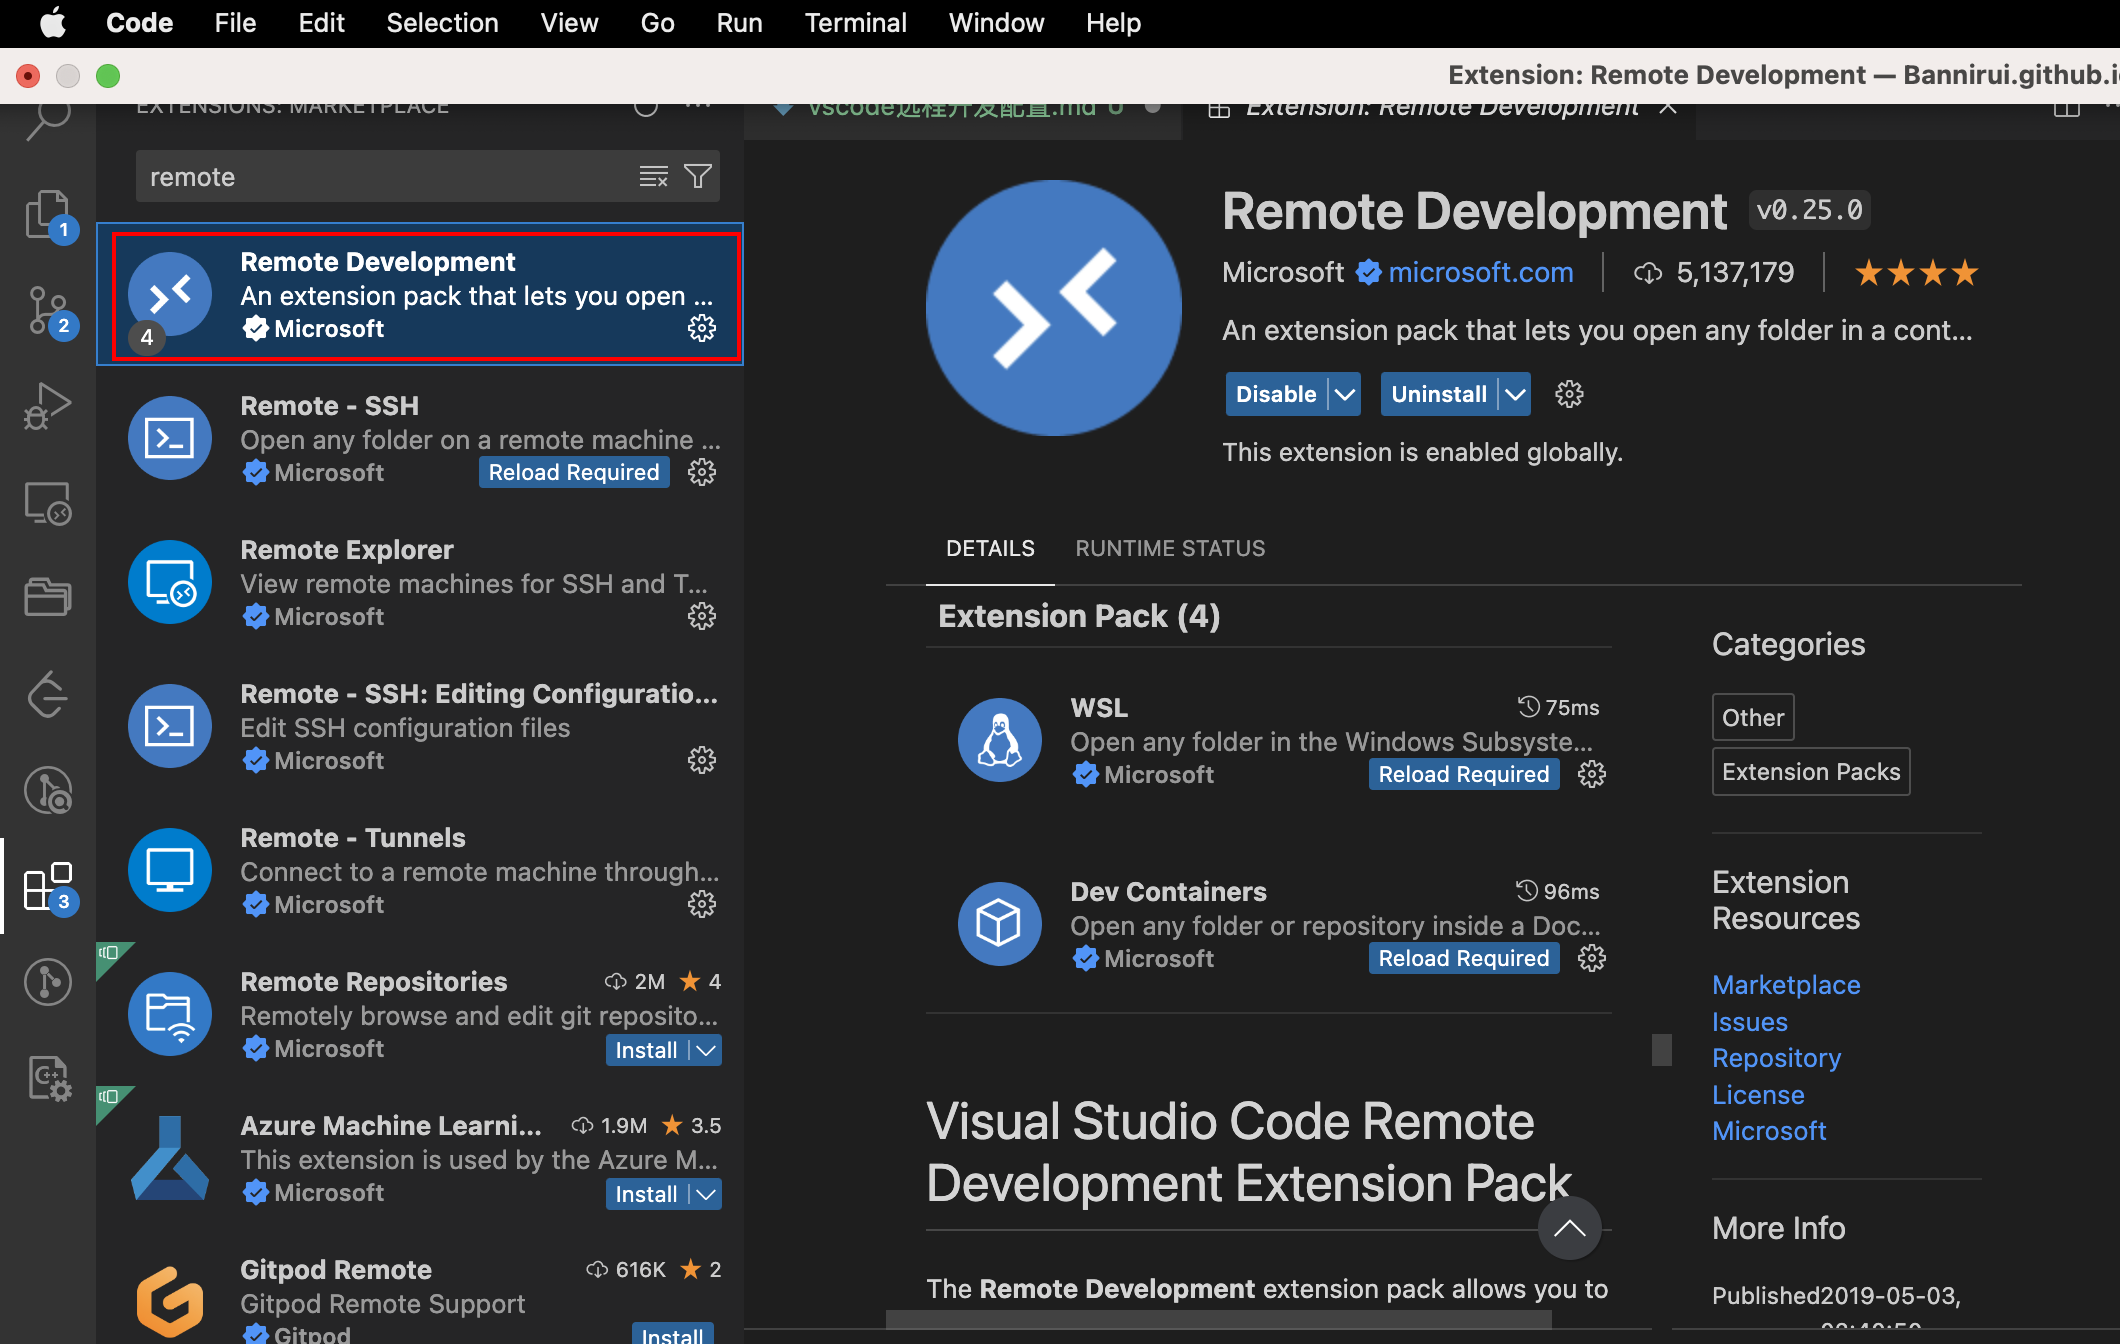 Code File Edit Selection View Go Run Terminal Window Help
Extension: Remote Development — Bannirui.github.i
EXTENSIONS: MARKETPLACE
remote
1
2
3
Remote Development
An extension pack that lets you open ...
Microsoft
4
Remote - SSH
Open any folder on a remote machine ...
Microsoft Reload Required
Remote Explorer
View remote machines for SSH and T...
Microsoft
Remote - SSH: Editing Configuratio...
Edit SSH configuration files
Microsoft
Remote - Tunnels
Connect to a remote machine through...
Microsoft
Remote Repositories 2M 4
Remotely browse and edit git reposito...
Microsoft Install
Azure Machine Learni... 1.9M 3.5
This extension is used by the Azure M...
Microsoft Install
Gitpod Remote 616K 2
Gitpod Remote Support
Gitpod Install
Vscode远程开发配置.md U
Extension: Remote Development
Remote Development v0.25.0
Microsoft microsoft.com 5,137,179
An extension pack that lets you open any folder in a cont...
Disable Uninstall
This extension is enabled globally.
DETAILS RUNTIME STATUS
Extension Pack (4)
WSL 75ms
Open any folder in the Windows Subsyste...
Microsoft Reload Required
Dev Containers 96ms
Open any folder or repository inside a Doc...
Microsoft Reload Required
Visual Studio Code Remote
Development Extension Pack
The Remote Development extension pack allows you to
Categories
Other
Extension Packs
Extension
Resources
Marketplace
Issues
Repository
License
Microsoft
More Info
Published 2019-05-03,